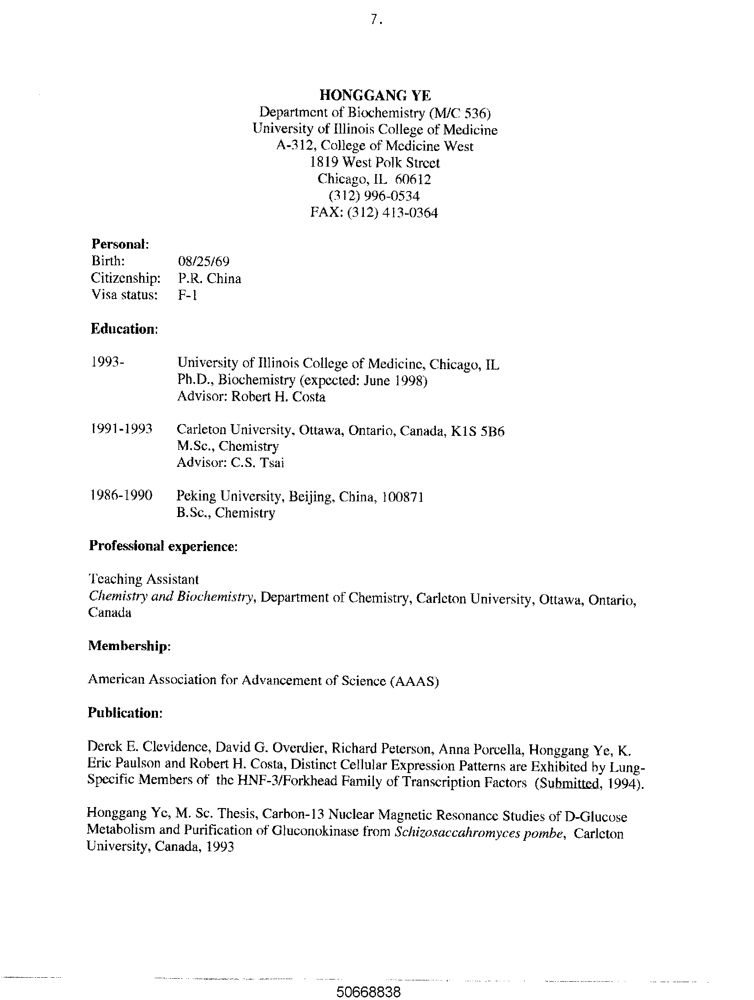 7.
HONGGANG YE
Department of Biochemistry (M/C 536)
University of Illinois College of Medicine
A-312, College of Medicine West
1819 West Polk Street
Chicago, IL 60612
(312) 996-0534
FAX: (312) 413-0364
Personal:
Birth: 08/25/69
Citizenship: P.R. China
Visa status: F-1
Education:
1993- University of Illinois College of Medicine, Chicago, IL
Ph.D., Biochemistry (expected: June 1998)
Advisor: Robert H. Costa
1991-1993 Carleton University, Ottawa, Ontario, Canada, K1S 5B6
M.Sc., Chemistry
Advisor: C.S. Tsai
1986-1990 Peking University, Beijing, China, 100871
B.Sc., Chemistry
Professional experience:
Teaching Assistant
Chemistry and Biochemistry, Department of Chemistry, Carleton University, Ottawa, Ontario,
Canada
Membership:
American Association for Advancement of Science (AAAS)
Publication:
Derek E. Clevidence, David G. Overdier, Richard Peterson, Anna Porcella, Honggang Ye, K.
Eric Paulson and Robert H. Costa, Distinct Cellular Expression Patterns are Exhibited by Lung-
Specific Members of the HNF-3/Forkhead Family of Transcription Factors (Submitted, 1994).
Honggang Ye, M. Sc. Thesis, Carbon-13 Nuclear Magnetic Resonance Studies of D-Glucose
Metabolism and Purification of Gluconokinase from Schizosaccahromyces pombe, Carleton
University, Canada, 1993
50668838